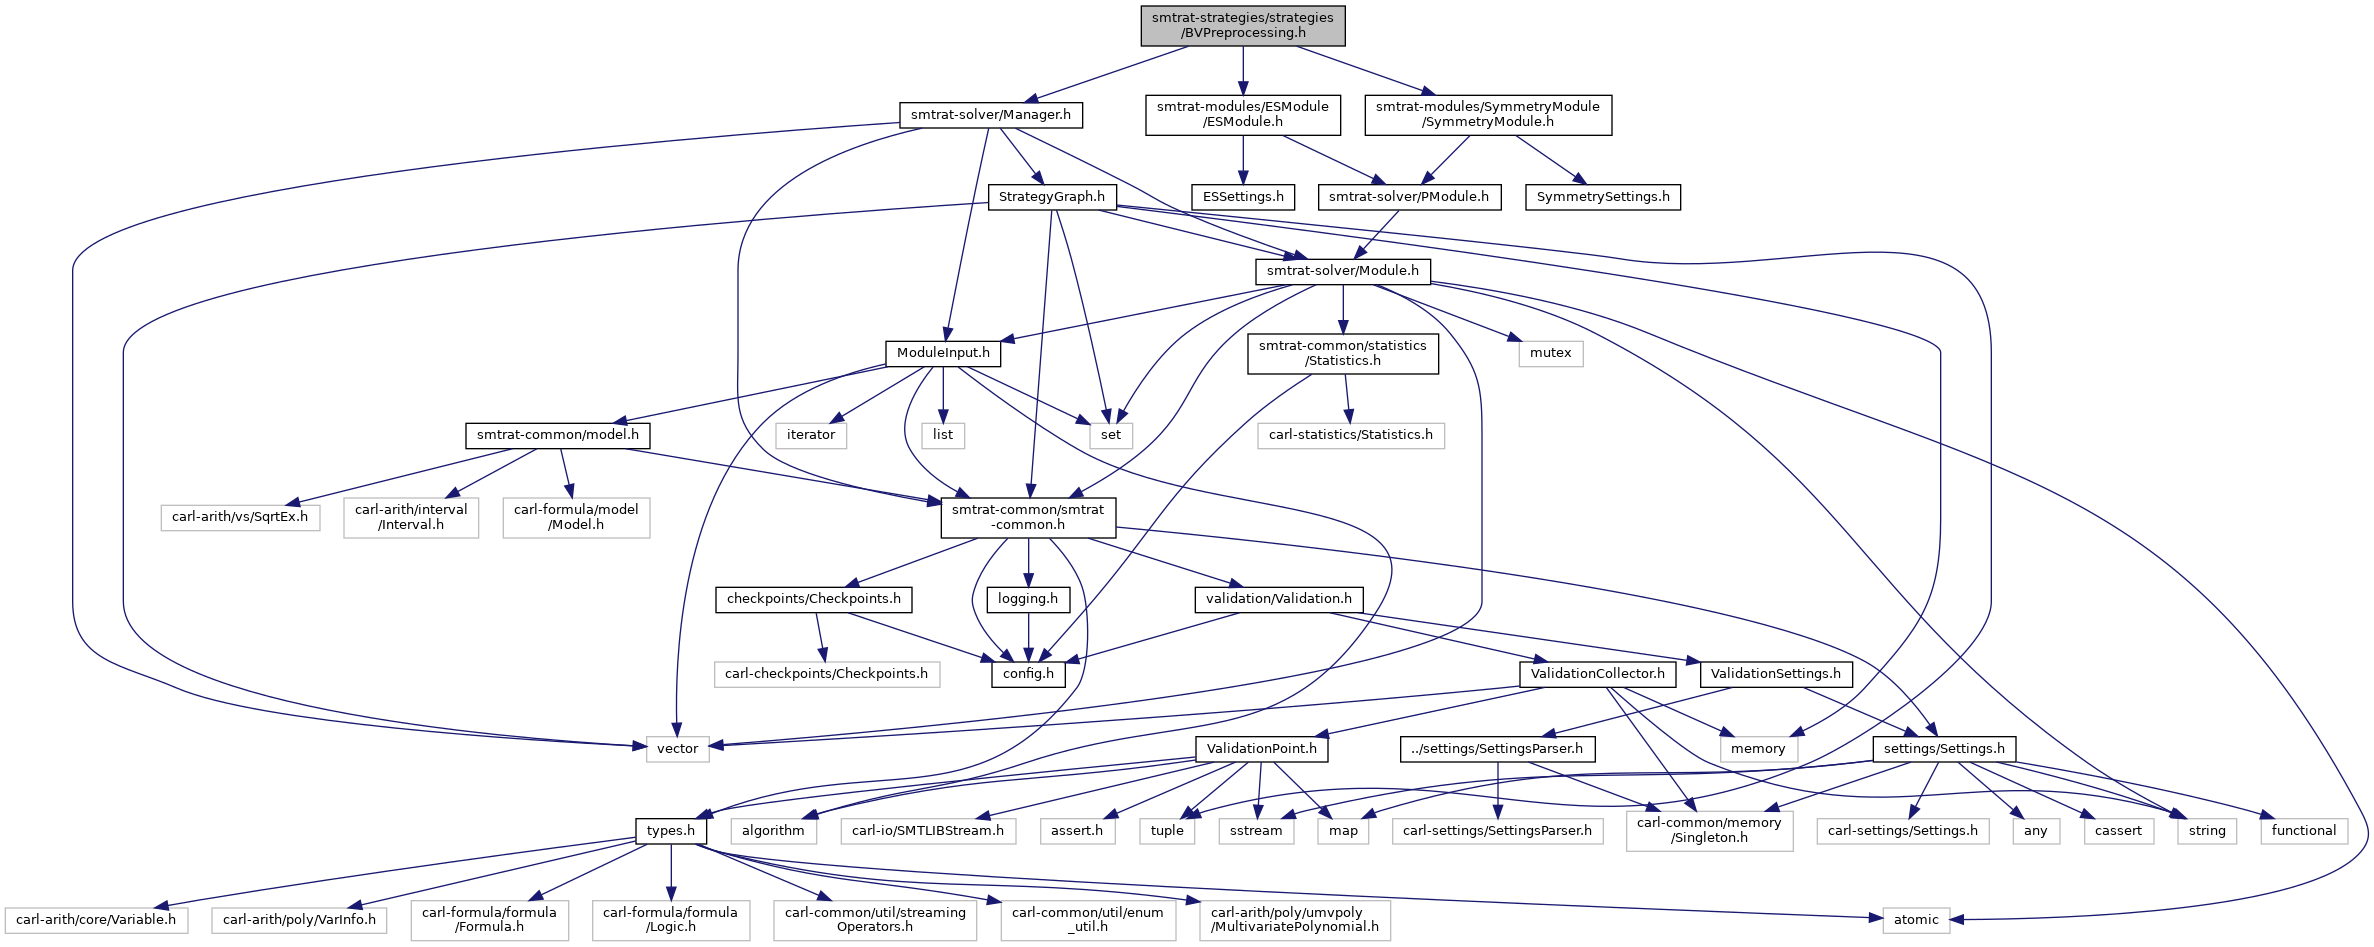 smtrat-strategies/strategies
/BVPreprocessing.h
smtrat-solver/Manager.h
smtrat-modules/ESModule
/ESModule.h
smtrat-modules/SymmetryModule
/SymmetryModule.h
StrategyGraph.h
ESSettings.h
smtrat-solver/PModule.h
SymmetrySettings.h
smtrat-solver/Module.h
ModuleInput.h
smtrat-common/statistics
/Statistics.h
mutex
smtrat-common/model.h
iterator
list
set
carl-statistics/Statistics.h
carl-arith/vs/SqrtEx.h
carl-arith/interval
/Interval.h
carl-formula/model
/Model.h
smtrat-common/smtrat
-common.h
checkpoints/Checkpoints.h
logging.h
validation/Validation.h
carl-checkpoints/Checkpoints.h
config.h
ValidationCollector.h
ValidationSettings.h
vector
ValidationPoint.h
../settings/SettingsParser.h
memory
settings/Settings.h
types.h
algorithm
carl-io/SMTLIBStream.h
assert.h
tuple
sstream
map
carl-settings/SettingsParser.h
carl-common/memory
/Singleton.h
carl-settings/Settings.h
any
cassert
string
functional
carl-arith/core/Variable.h
carl-arith/poly/VarInfo.h
carl-formula/formula
/Formula.h
carl-formula/formula
/Logic.h
carl-common/util/streaming
Operators.h
carl-common/util/enum
_util.h
carl-arith/poly/umvpoly
/MultivariatePolynomial.h
atomic